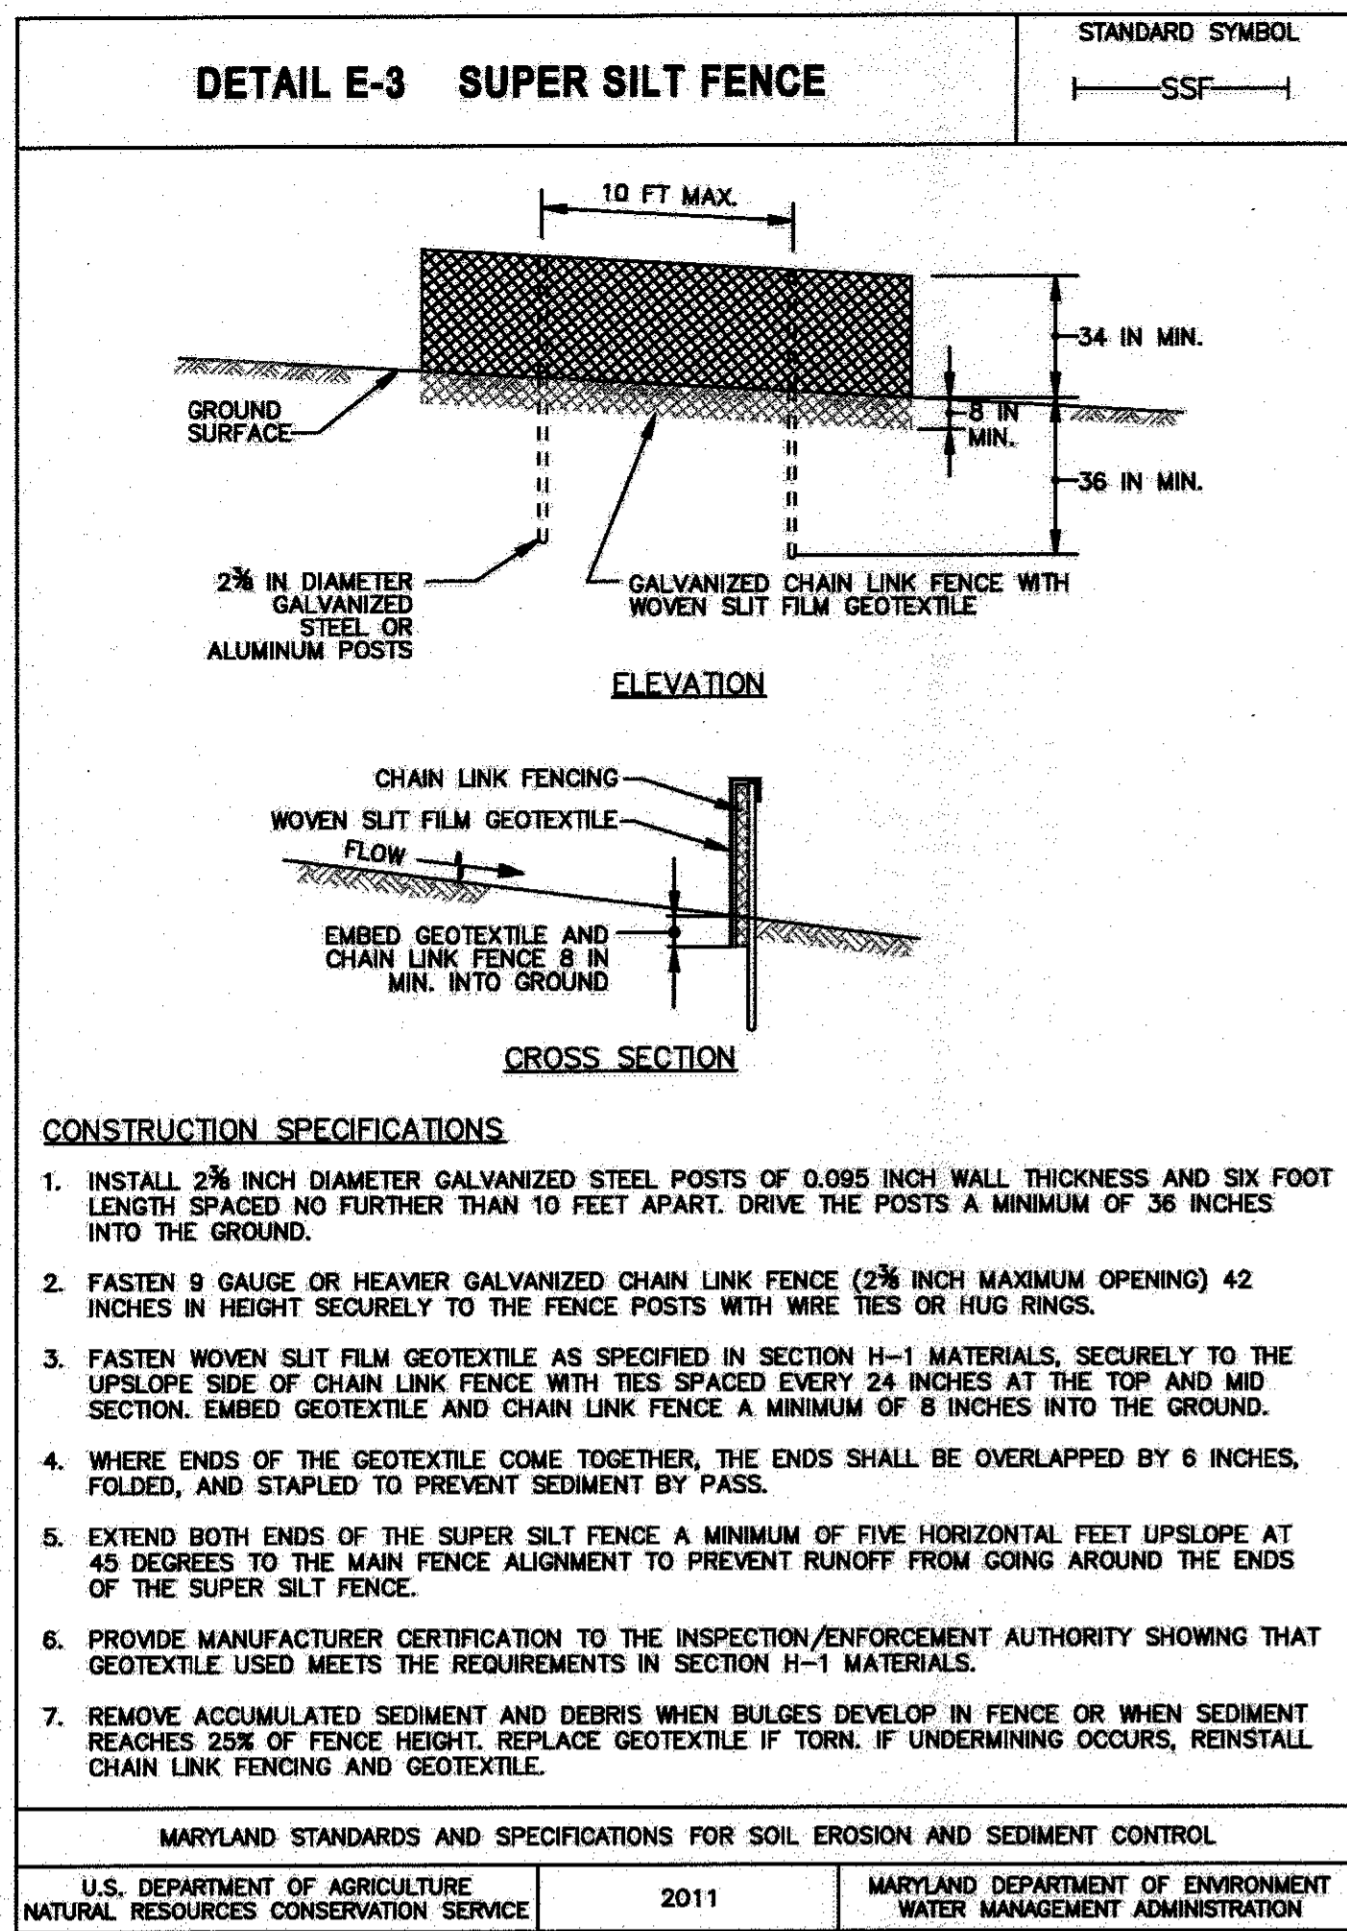 DETAIL E-3 SUPER SILT FENCE
STANDARD SYMBOL
SSF
10 FT MAX.
34 IN MIN.
GROUND
SURFACE
8 IN
MIN.
36 IN MIN.
2⅜ IN DIAMETER
GALVANIZED
STEEL OR
ALUMINUM POSTS
GALVANIZED CHAIN LINK FENCE WITH
WOVEN SLIT FILM GEOTEXTILE
ELEVATION
CHAIN LINK FENCING
WOVEN SLIT FILM GEOTEXTILE
FLOW
EMBED GEOTEXTILE AND
CHAIN LINK FENCE 8 IN
MIN. INTO GROUND
CROSS SECTION
CONSTRUCTION SPECIFICATIONS
1. INSTALL 2⅜ INCH DIAMETER GALVANIZED STEEL POSTS OF 0.095 INCH WALL THICKNESS AND SIX FOOT
LENGTH SPACED NO FURTHER THAN 10 FEET APART. DRIVE THE POSTS A MINIMUM OF 36 INCHES
INTO THE GROUND.
2. FASTEN 9 GAUGE OR HEAVIER GALVANIZED CHAIN LINK FENCE (2⅜ INCH MAXIMUM OPENING) 42
INCHES IN HEIGHT SECURELY TO THE FENCE POSTS WITH WIRE TIES OR HUG RINGS.
3. FASTEN WOVEN SLIT FILM GEOTEXTILE AS SPECIFIED IN SECTION H-1 MATERIALS, SECURELY TO THE
UPSLOPE SIDE OF CHAIN LINK FENCE WITH TIES SPACED EVERY 24 INCHES AT THE TOP AND MID
SECTION. EMBED GEOTEXTILE AND CHAIN LINK FENCE A MINIMUM OF 8 INCHES INTO THE GROUND.
4. WHERE ENDS OF THE GEOTEXTILE COME TOGETHER, THE ENDS SHALL BE OVERLAPPED BY 6 INCHES,
FOLDED, AND STAPLED TO PREVENT SEDIMENT BY PASS.
5. EXTEND BOTH ENDS OF THE SUPER SILT FENCE A MINIMUM OF FIVE HORIZONTAL FEET UPSLOPE AT
45 DEGREES TO THE MAIN FENCE ALIGNMENT TO PREVENT RUNOFF FROM GOING AROUND THE ENDS
OF THE SUPER SILT FENCE.
6. PROVIDE MANUFACTURER CERTIFICATION TO THE INSPECTION/ENFORCEMENT AUTHORITY SHOWING THAT
GEOTEXTILE USED MEETS THE REQUIREMENTS IN SECTION H-1 MATERIALS.
7. REMOVE ACCUMULATED SEDIMENT AND DEBRIS WHEN BULGES DEVELOP IN FENCE OR WHEN SEDIMENT
REACHES 25% OF FENCE HEIGHT. REPLACE GEOTEXTILE IF TORN. IF UNDERMINING OCCURS, REINSTALL
CHAIN LINK FENCING AND GEOTEXTILE.
MARYLAND STANDARDS AND SPECIFICATIONS FOR SOIL EROSION AND SEDIMENT CONTROL
U.S. DEPARTMENT OF AGRICULTURE
NATURAL RESOURCES CONSERVATION SERVICE
2011
MARYLAND DEPARTMENT OF ENVIRONMENT
WATER MANAGEMENT ADMINISTRATION